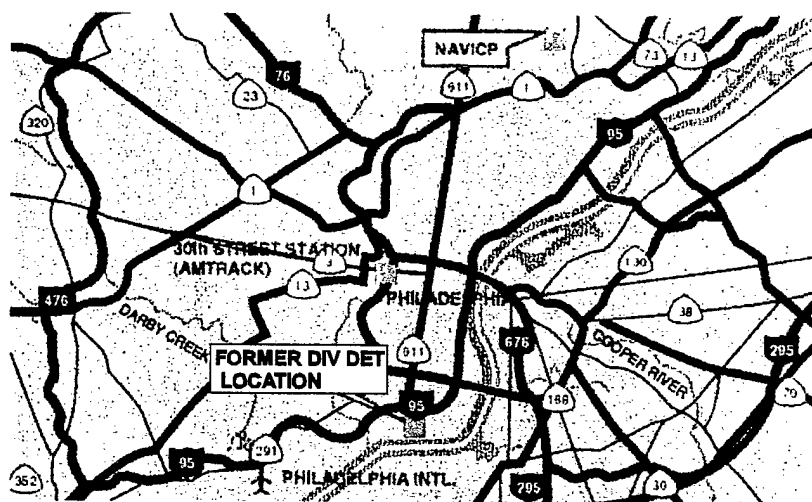 NAVICP
73
13
76
23
611
1
95
320
1
30th STREET STATION
(AMTRACK)
3
13
130
476
PHILADELPHIA
38
DARBY CREEK
676
COOPER RIVER
295
FORMER DIV DET
LOCATION
611
95
168
70
291
95
352
PHILADELPHIA INTL.
295
30